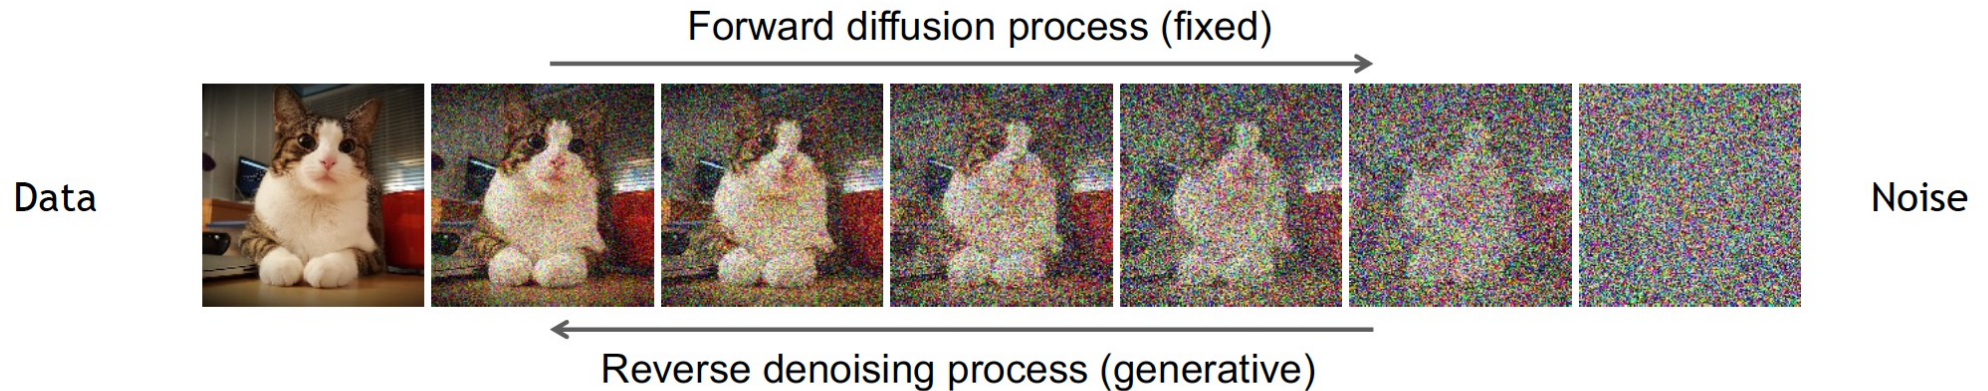 Forward diffusion process (fixed)
Data
Noise
Reverse denoising process (generative)